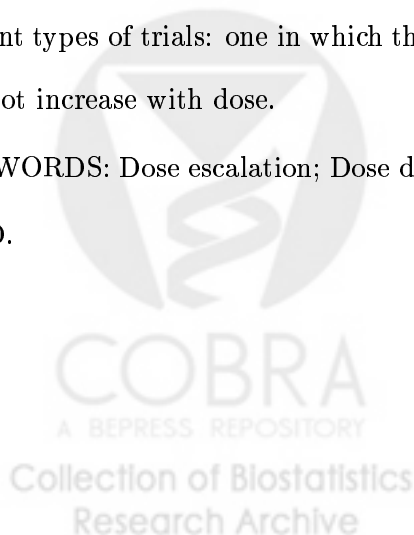 nt types of trials: one in which th
ot increase with dose.
WORDS: Dose escalation; Dose d
).
COBRA
A BEPRESS REPOSITORY
Collection of Biostatistics
Research Archive